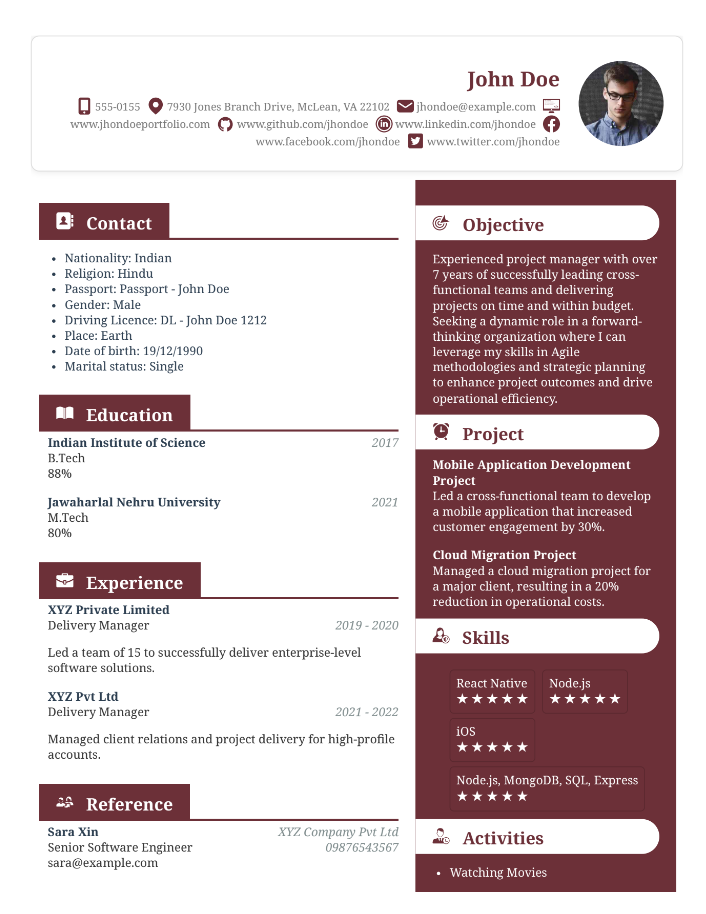 John Doe
555-0155 7930 Jones Branch Drive, McLean, VA 22102 jhondoe@example.com
www.jhondoeportfolio.com www.github.com/jhondoe www.linkedin.com/jhondoe
www.facebook.com/jhondoe www.twitter.com/jhondoe
Contact
• Nationality: Indian
• Religion: Hindu
• Passport: Passport - John Doe
• Gender: Male
• Driving Licence: DL - John Doe 1212
• Place: Earth
• Date of birth: 19/12/1990
• Marital status: Single
Education
Indian Institute of Science 2017
B.Tech
88%
Jawaharlal Nehru University 2021
M.Tech
80%
Experience
XYZ Private Limited
Delivery Manager 2019 - 2020
Led a team of 15 to successfully deliver enterprise-level
software solutions.
XYZ Pvt Ltd
Delivery Manager 2021 - 2022
Managed client relations and project delivery for high-profile
accounts.
Reference
Sara Xin XYZ Company Pvt Ltd
Senior Software Engineer 09876543567
sara@example.com
Objective
Experienced project manager with over
7 years of successfully leading cross-
functional teams and delivering
projects on time and within budget.
Seeking a dynamic role in a forward-
thinking organization where I can
leverage my skills in Agile
methodologies and strategic planning
to enhance project outcomes and drive
operational efficiency.
Project
Mobile Application Development
Project
Led a cross-functional team to develop
a mobile application that increased
customer engagement by 30%.
Cloud Migration Project
Managed a cloud migration project for
a major client, resulting in a 20%
reduction in operational costs.
Skills
React Native Node.js
★★★★★ ★★★★★
iOS
★★★★★
Node.js, MongoDB, SQL, Express
★★★★★
Activities
• Watching Movies